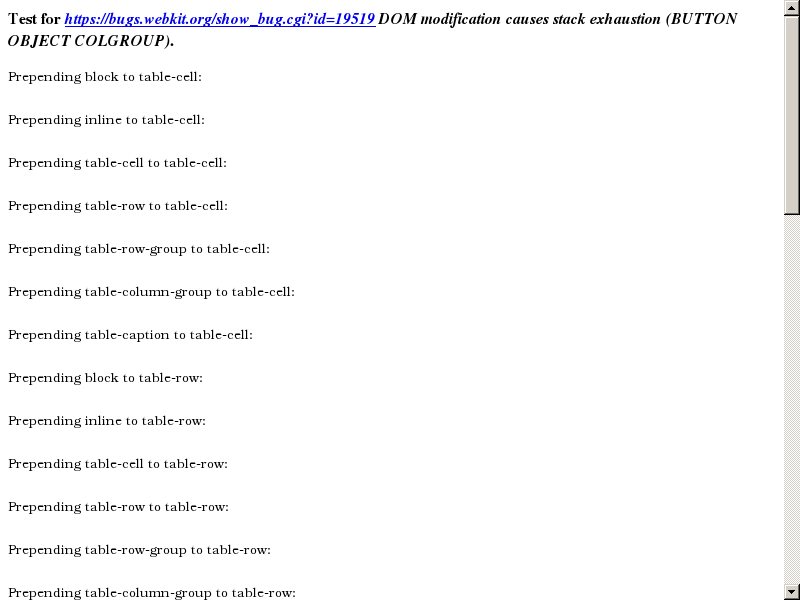 Test for https://bugs.webkit.org/show_bug.cgi?id=19519 DOM modification causes stack exhaustion (BUTTON
OBJECT COLGROUP).
Prepending block to table-cell:
Prepending inline to table-cell:
Prepending table-cell to table-cell:
Prepending table-row to table-cell:
Prepending table-row-group to table-cell:
Prepending table-column-group to table-cell:
Prepending table-caption to table-cell:
Prepending block to table-row:
Prepending inline to table-row:
Prepending table-cell to table-row:
Prepending table-row to table-row:
Prepending table-row-group to table-row:
Prepending table-column-group to table-row: